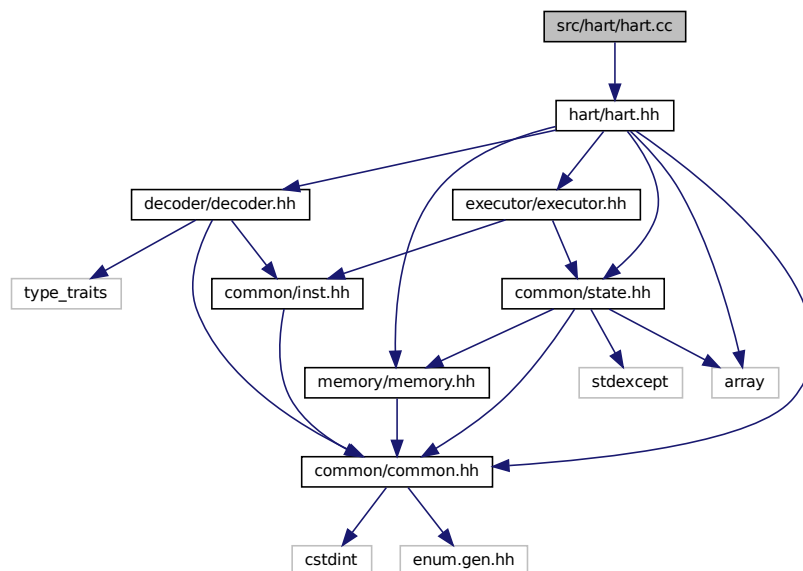 src/hart/hart.cc
hart/hart.hh
decoder/decoder.hh
executor/executor.hh
type_traits
common/inst.hh
common/state.hh
memory/memory.hh
stdexcept
array
common/common.hh
cstdint
enum.gen.hh